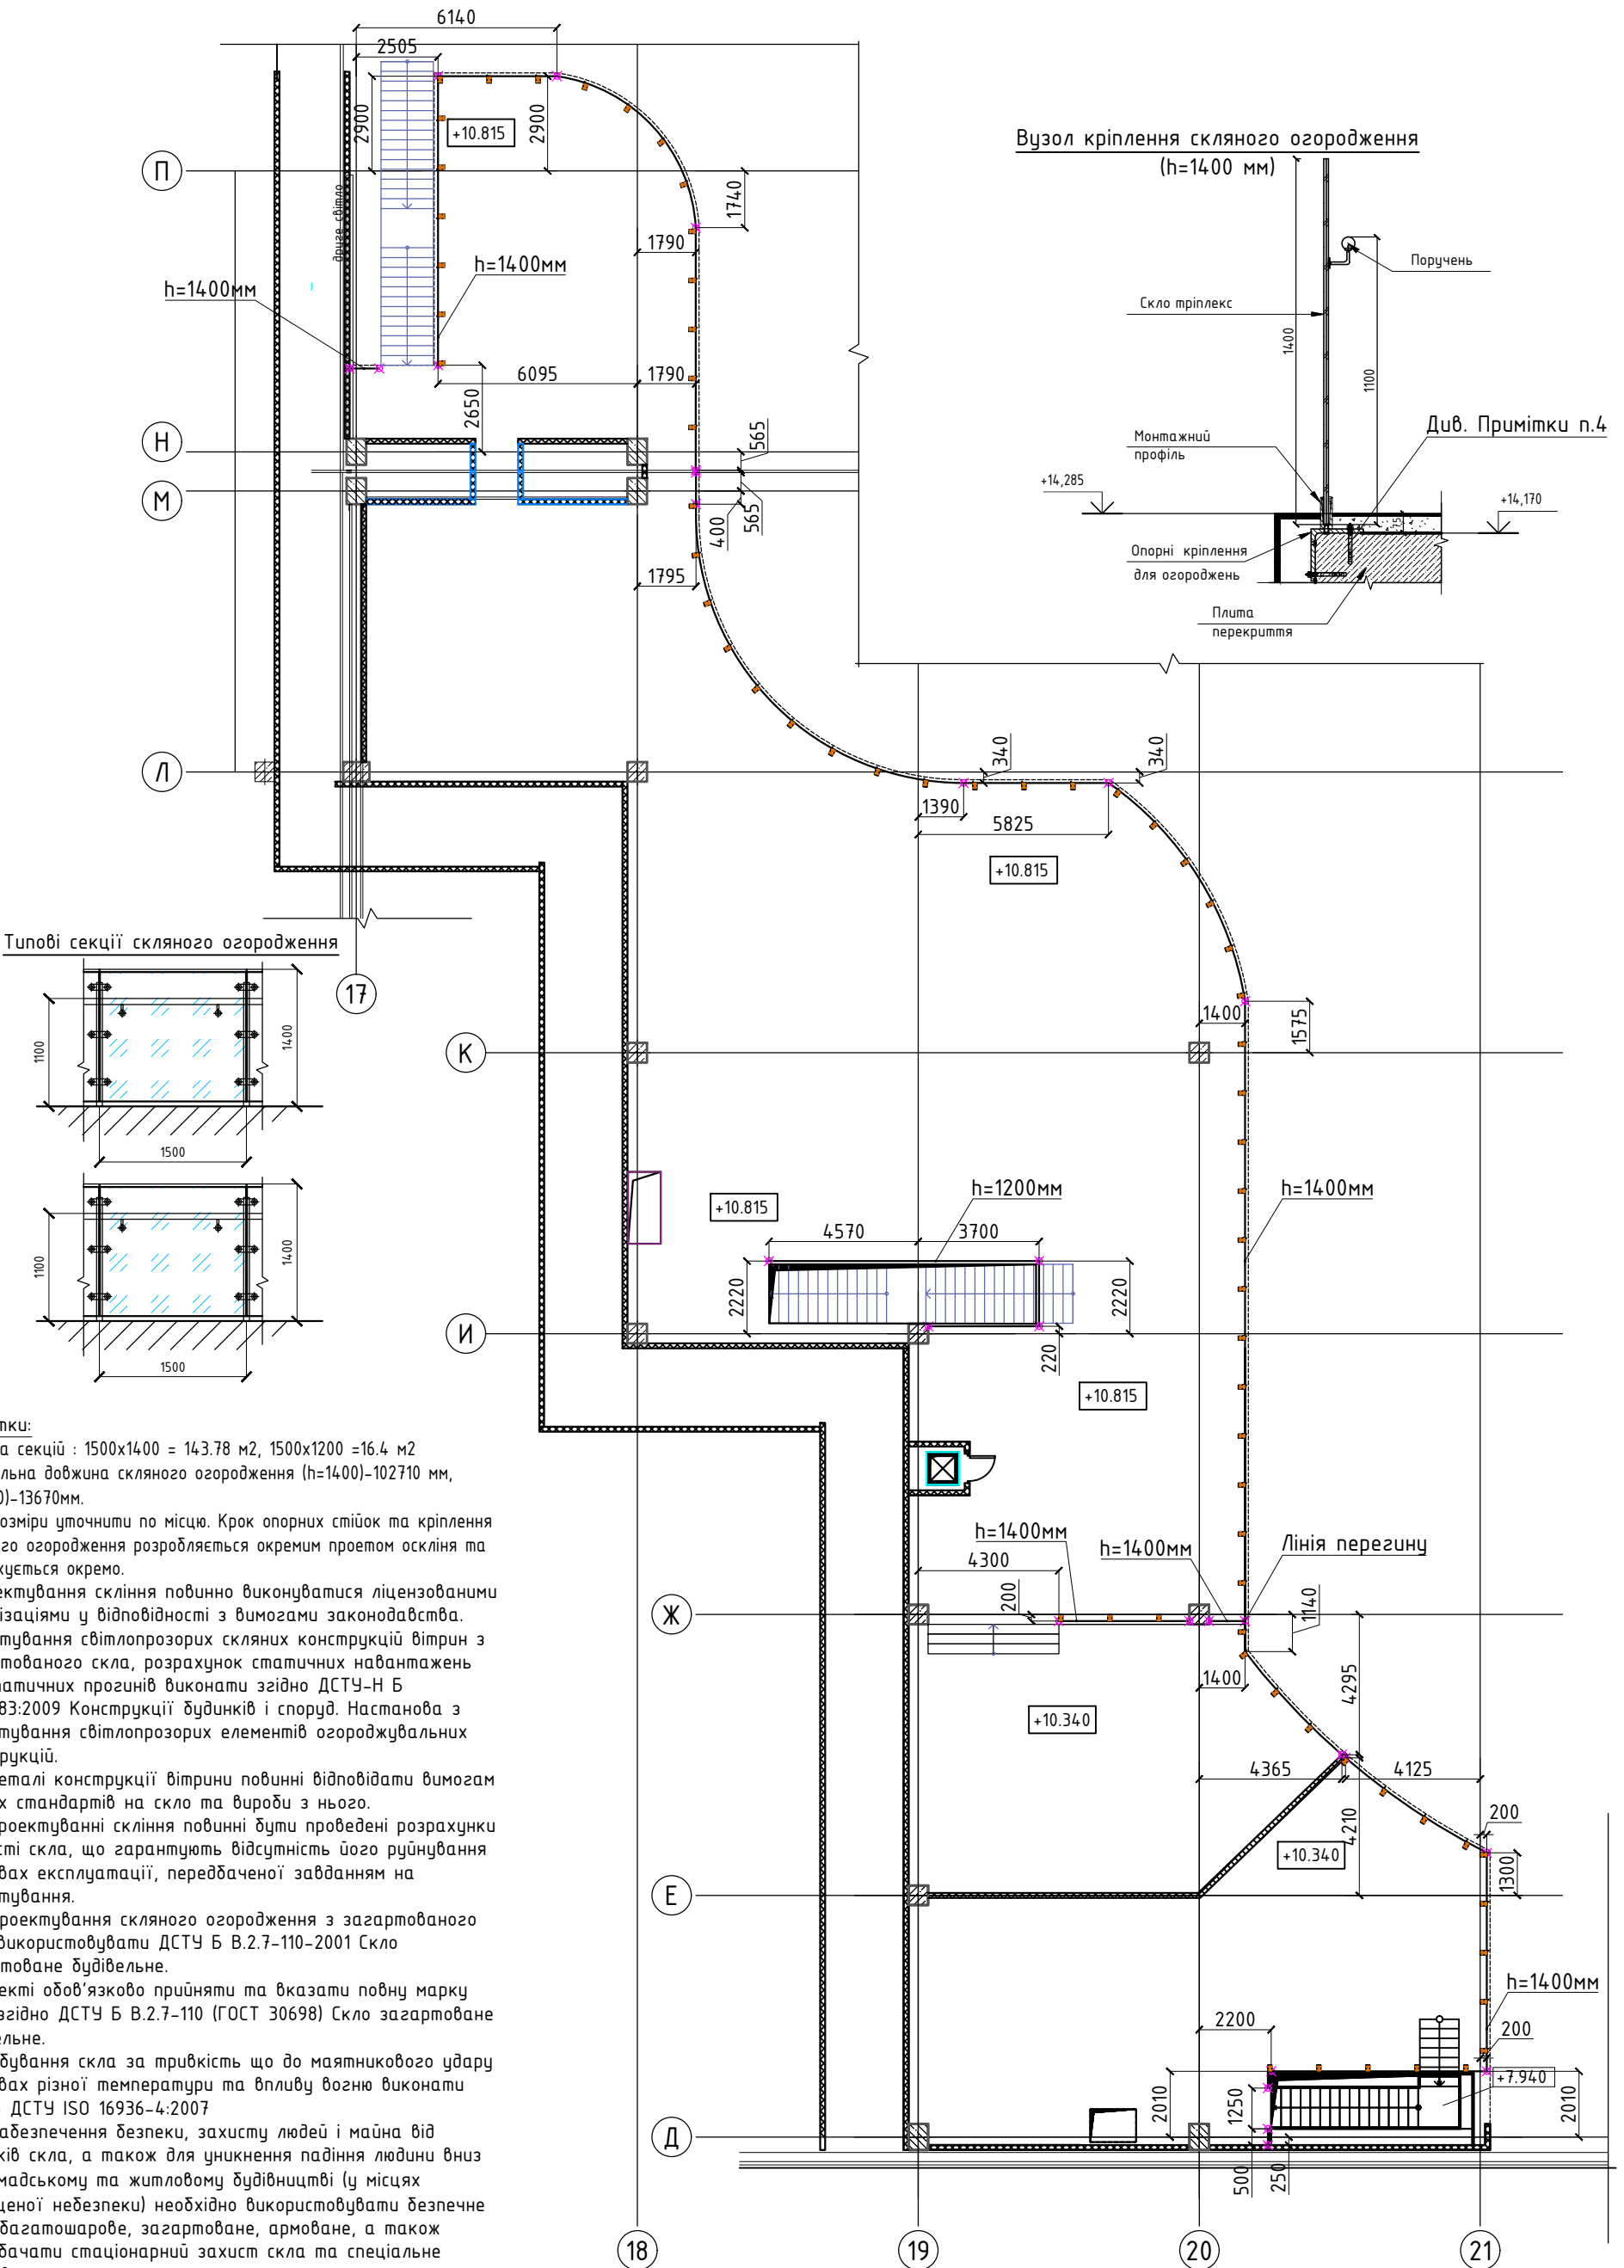 6140
2505
2900
+10.815
2900
Вузол кріплення скляного огородження
(h=1400 мм)
П
друге світло
1740
1790
h=1400мм
h=1400мм
Поручень
Скло тріплекс
1400
1100
6095
1790
2650
Н
565
Монтажний
профіль
Див. Примітки п.4
М
+14,285
+14,170
75
400
565
1795
Опорні кріплення
для огороджень
Плита
перекриття
Л
340
340
1390
5825
+10.815
Типові секції скляного огородження
17
1100
1400
1500
1400
1575
К
1100
1400
1500
+10.815
h=1200мм
h=1400мм
4570
3700
2220
2220
И
220
+10.815
тки:
а секцій : 1500х1400 = 143.78 м2, 1500х1200 =16.4 м2
льна довжина скляного огородження (h=1400)-102710 мм,
0)-13670мм.
озміри уточнити по місцю. Крок опорних стійок та кріплення
го огородження розробляється окремим проетом оскліня та
кується окремо.
ектування скління повинно виконуватися ліцензованими
ізаціями у відповідності з вимогами законодавства.
тування світлопрозорих скляних конструкцій вітрин з
тованого скла, розрахунок статичних навантажень
атичних прогинів виконати згідно ДСТУ-Н Б
83:2009 Конструкції будинків і споруд. Настанова з
тування світлопрозорих елементів огороджувальних
рукцій.
еталі конструкції вітрини повинні відповідати вимогам
х стандартів на скло та вироби з нього.
роектуванні скління повинні бути проведені розрахунки
ості скла, що гарантують відсутність його руйнування
вах експлуатації, передбаченої завданням на
тування.
роектування скляного огородження з загартованого
використовувати ДСТУ Б В.2.7-110-2001 Скло
товане будівельне.
екті обов'язково прийняти та вказати повну марку
згідно ДСТУ Б В.2.7-110 (ГОСТ 30698) Скло загартоване
ельне.
бування скла за тривкість що до маятникового удару
вах різної температури та впливу вогню виконати
ДСТУ ISO 16936-4:2007
абезпечення безпеки, захисту людей і майна від
ків скла, а також для уникнення падіння людини вниз
мадському та житловому будівництві (у місцях
щеної небезпеки) необхідно використовувати безпечне
багатошарове, загартоване, армоване, а також
бачати стаціонарний захист скла та спеціальне
h=1400мм
4300
h=1400мм
Лінія перегину
200
1140
Ж
1400
4295
+10.340
4365
4125
4210
200
+10.340
1300
Е
h=1400мм
2200
200
+7.940
2010
1250
2010
Д
500
250
18
19
20
21